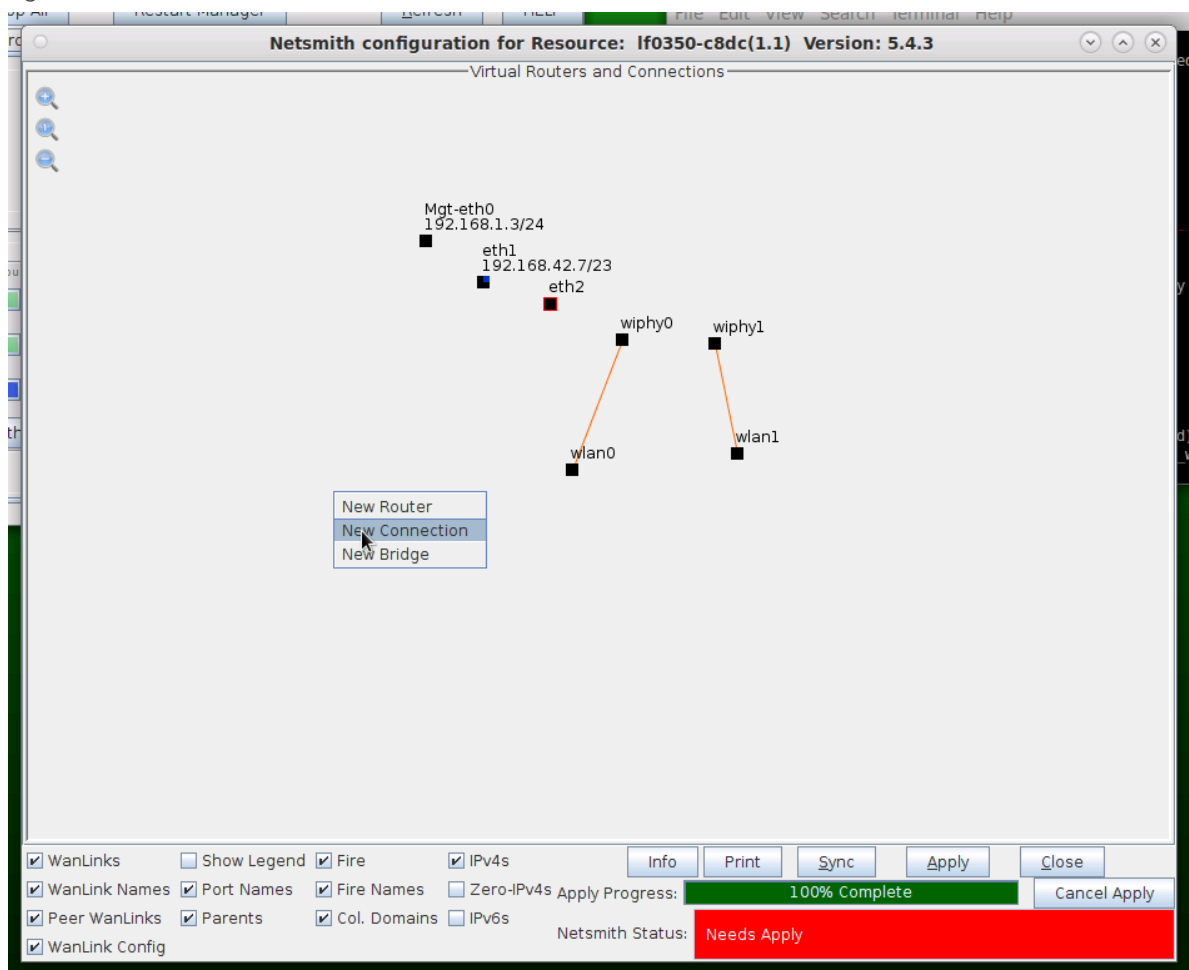 Restart Manager
Refresh
HELP
File Edit View Search Terminal Help
Netsmith configuration for Resource: lf0350-c8dc(1.1) Version: 5.4.3
Virtual Routers and Connections
Mgt-eth0
192.168.1.3/24
eth1
192.168.42.7/23
eth2
wiphy0
wiphy1
wlan1
wlan0
New Router
New Connection
New Bridge
WanLinks Show Legend Fire IPv4s Info Print Sync Apply Close
WanLink Names Port Names Fire Names Zero-IPv4s Apply Progress: 100% Complete Cancel Apply
Peer WanLinks Parents Col. Domains IPv6s
Netsmith Status: Needs Apply
WanLink Config